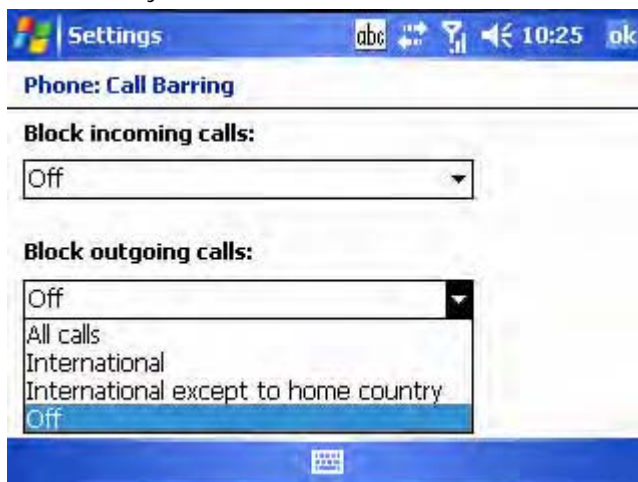 Settings abc 10:25 ok
Phone: Call Barring
Block incoming calls:
Off
Block outgoing calls:
Off
All calls
International
International except to home country
Off